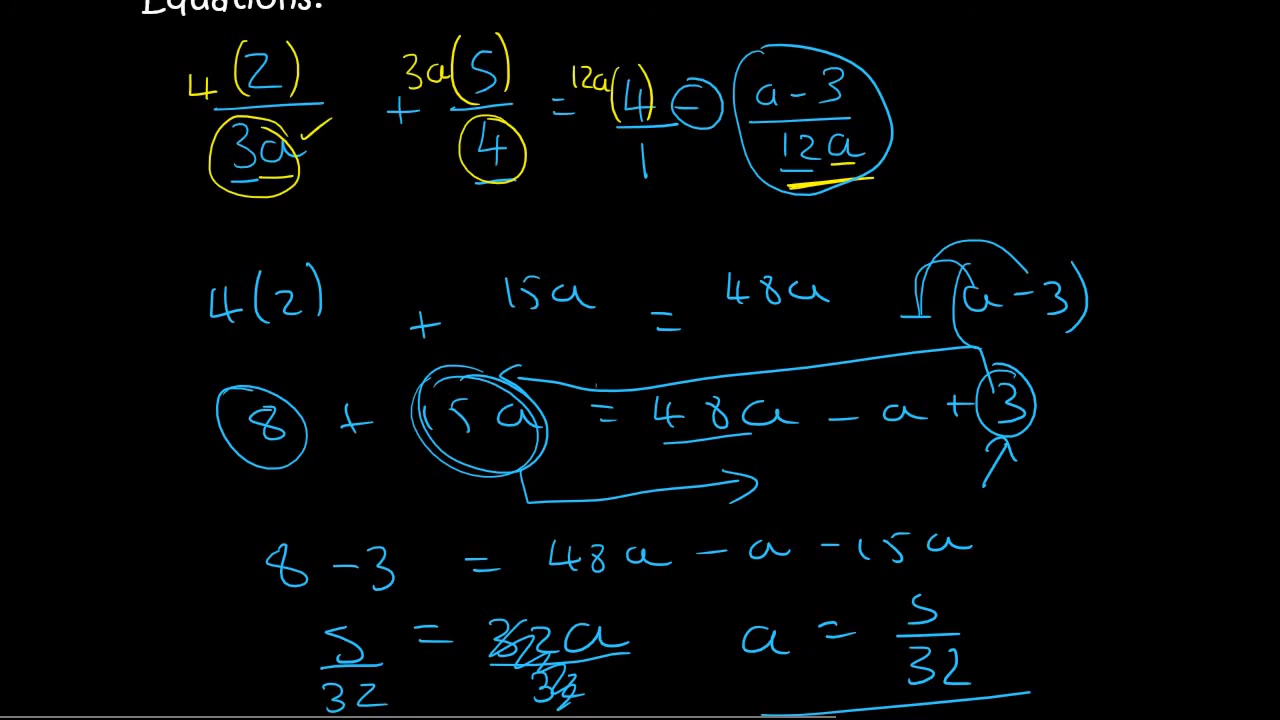 Equations:
4(2)/3a + 3a(5)/4 = 12a(4)/1 - a - 3/12a
4(2) + 15a = 48a - (a - 3)
8 + 15a = 48a - a + 3
8 - 3 = 48a - a - 15a
5/32 = 32a/32 a = 5/32